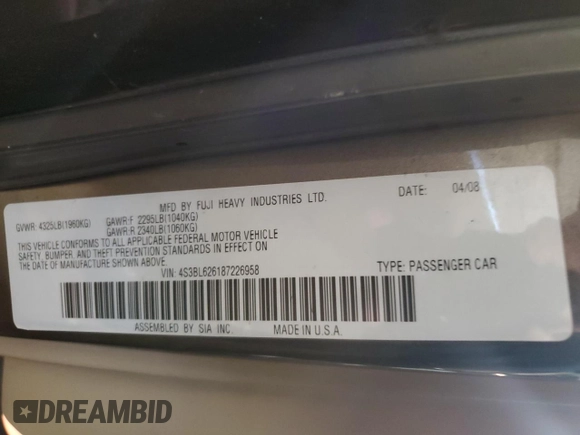 MFD. BY FUJI HEAVY INDUSTRIES LTD. DATE: 04/08
GVWR 4325LB(1960KG) GAWR:F 2295LB(1040KG)
GAWR:R 2340LB(1060KG)
THIS VEHICLE CONFORMS TO ALL APPLICABLE FEDERAL MOTOR VEHICLE
SAFETY, BUMPER, AND THEFT PREVENTION STANDARDS IN EFFECT ON
THE DATE OF MANUFACTURE SHOWN ABOVE.
VIN: 4S3BL626187226958 TYPE: PASSENGER CAR
ASSEMBLED BY SIA INC. MADE IN U.S.A.
DREAMBID